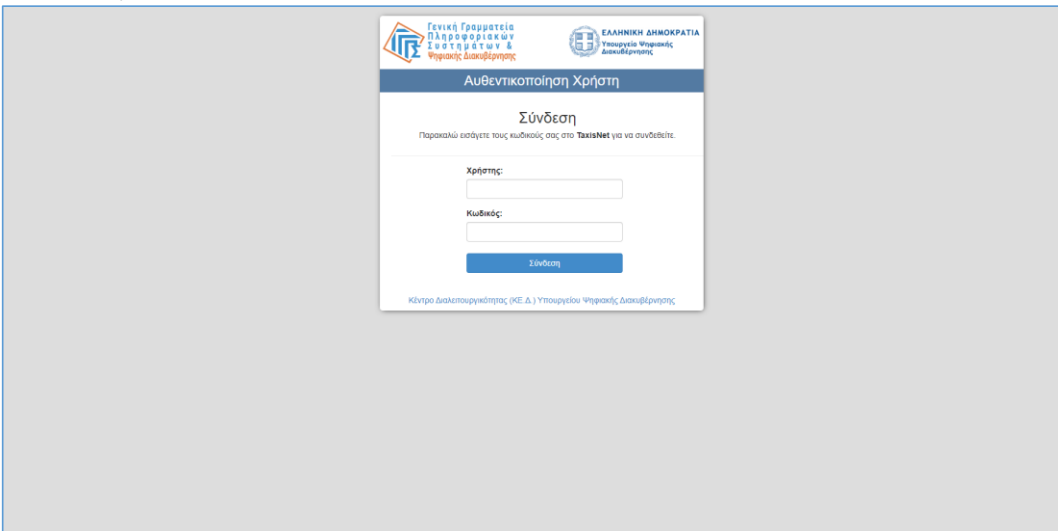 Γενική Γραμματεία
Πληροφοριακών
Συστημάτων &
Ψηφιακής Διακυβέρνησης
ΕΛΛΗΝΙΚΗ ΔΗΜΟΚΡΑΤΙΑ
Υπουργείο Ψηφιακής
Διακυβέρνησης
Αυθεντικοποίηση Χρήστη
Σύνδεση
Παρακαλώ εισάγετε τους κωδικούς σας στο TaxisNet για να συνδεθείτε.
Χρήστης:
Κωδικός:
Σύνδεση
Κέντρο Διαλειτουργικότητας (ΚΕ.Δ.) Υπουργείου Ψηφιακής Διακυβέρνησης